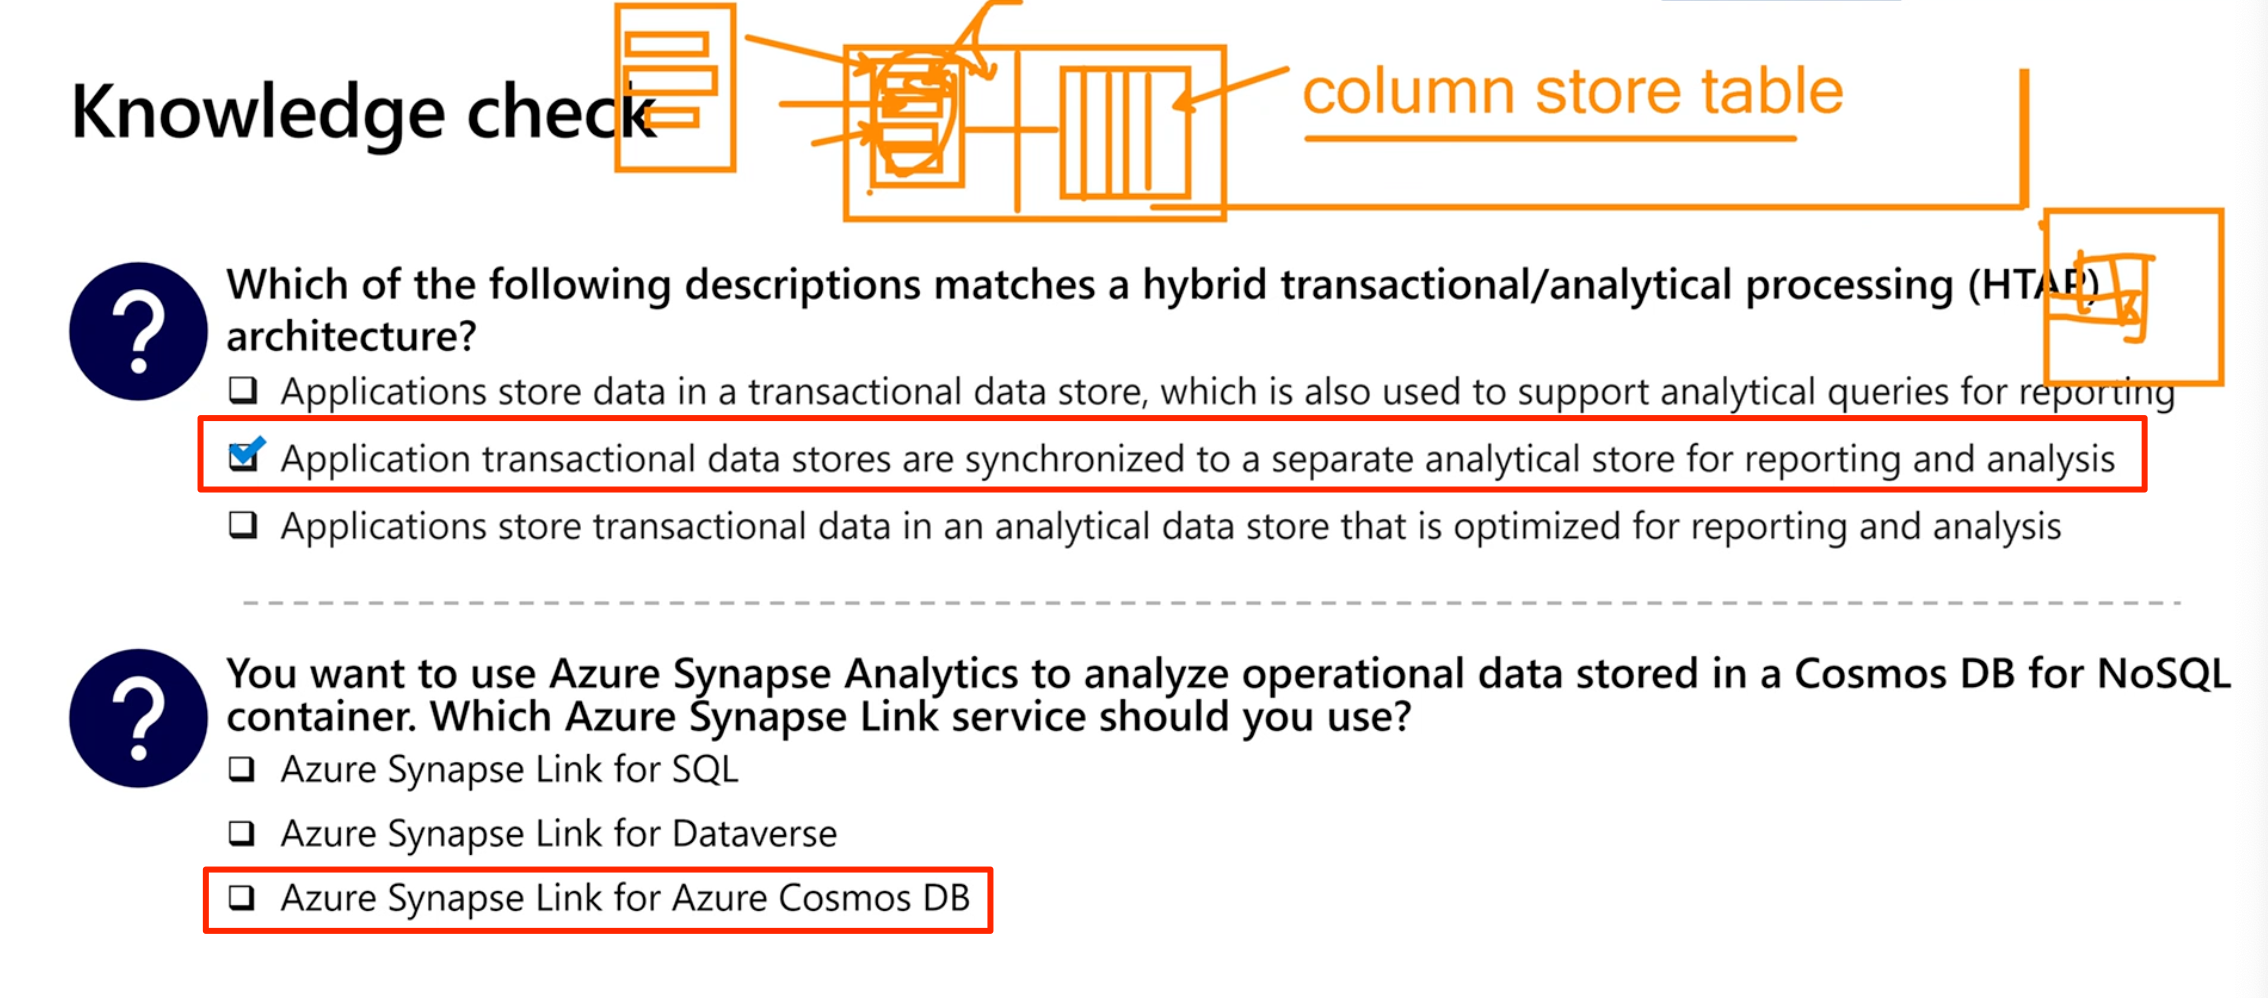 Knowledge check
column store table
?
Which of the following descriptions matches a hybrid transactional/analytical processing (HTAP)
architecture?
Applications store data in a transactional data store, which is also used to support analytical queries for reporting
Application transactional data stores are synchronized to a separate analytical store for reporting and analysis
Applications store transactional data in an analytical data store that is optimized for reporting and analysis
?
You want to use Azure Synapse Analytics to analyze operational data stored in a Cosmos DB for NoSQL
container. Which Azure Synapse Link service should you use?
Azure Synapse Link for SQL
Azure Synapse Link for Dataverse
Azure Synapse Link for Azure Cosmos DB